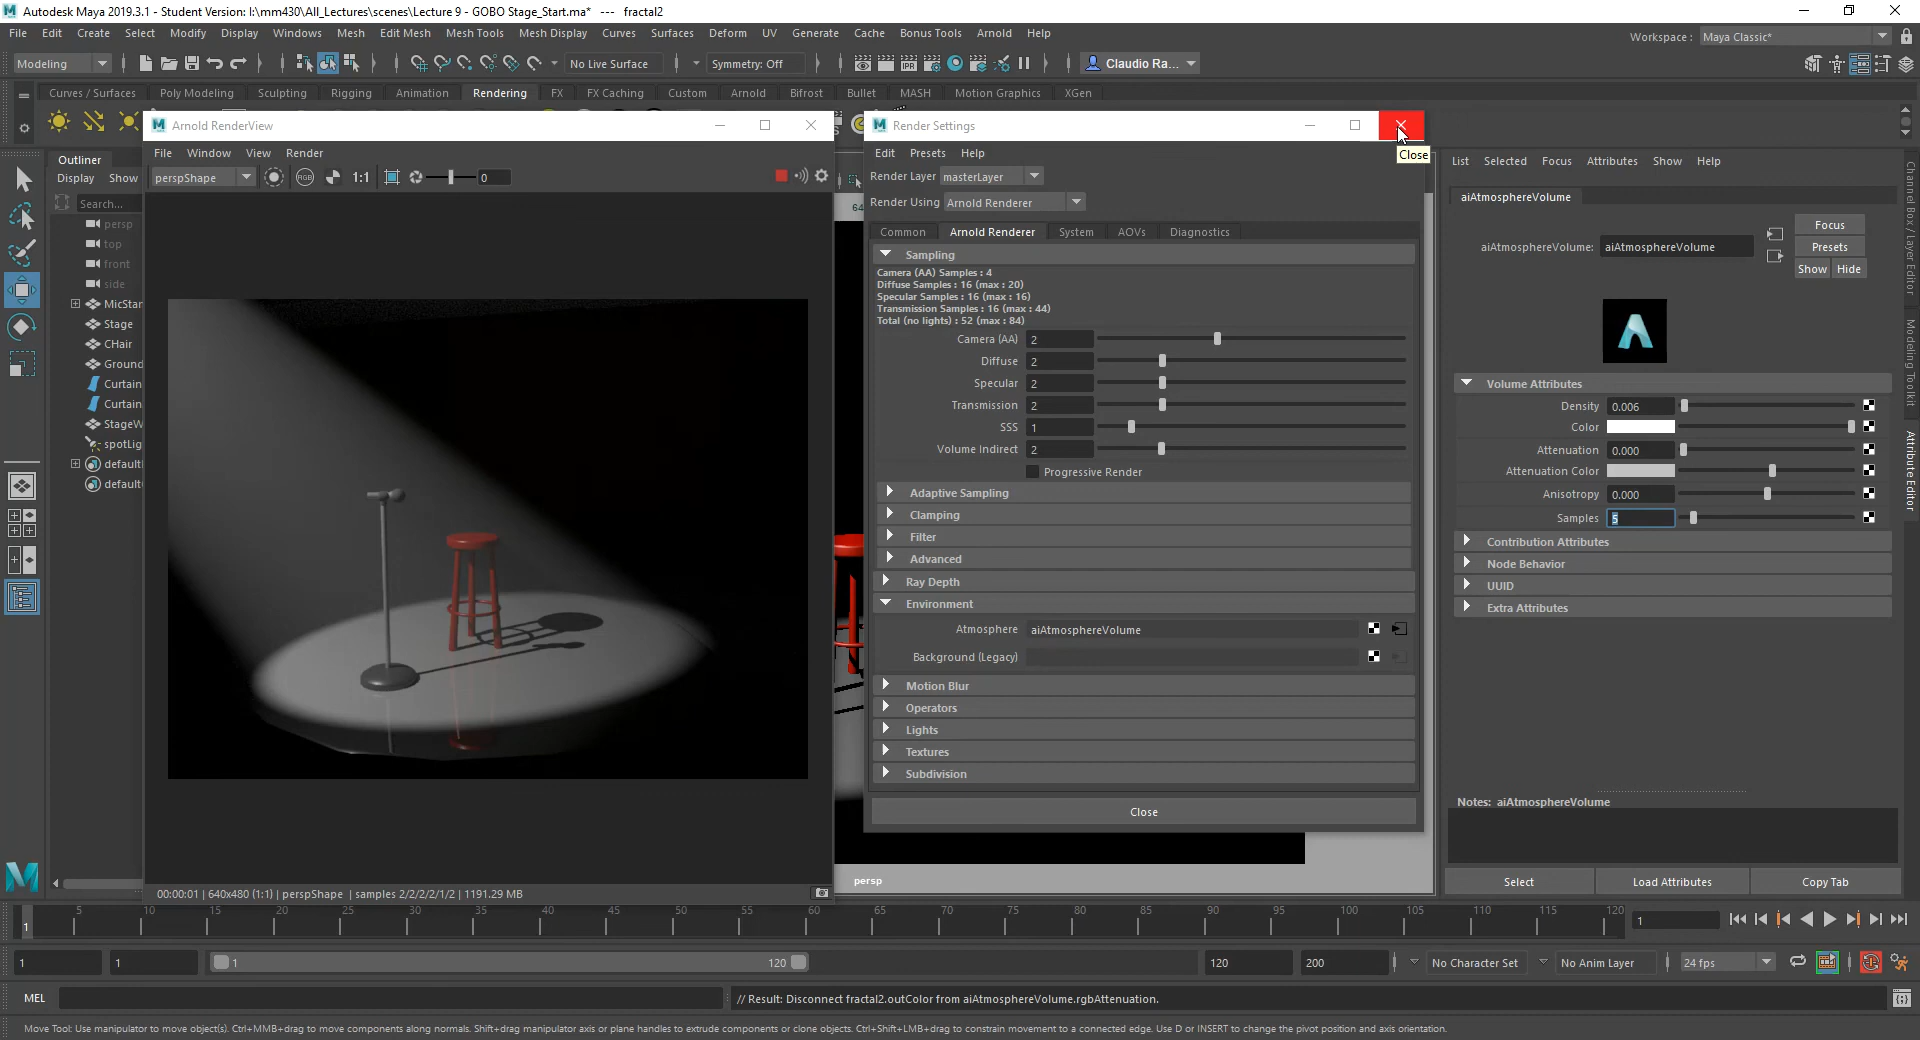 Autodesk Maya 2019.3.1 - Student Version: I:\mm430\All_Lectures\scenes\Lecture 9 - GOBO Stage_Start.ma*   ---   fractal2
File Edit Create Select Modify Display Windows Mesh Edit Mesh Mesh Tools Mesh Display Curves Surfaces Deform UV Generate Cache Bonus Tools Arnold Help
Workspace : Maya Classic*
Modeling No Live Surface Symmetry: Off Claudio Ra...
Curves / Surfaces Poly Modeling Sculpting Rigging Animation Rendering FX FX Caching Custom Arnold Bifrost Bullet MASH Motion Graphics XGen
Outliner
Display Show
Search...
persp
top
front
side
MicStar
Stage
CHair
Ground
Curtain
Curtain
StageW
spotLig
default
default
Arnold RenderView
File Window View Render
perspShape RGB 1:1 0
00:00:01 | 640x480 (1:1) | perspShape | samples 2/2/2/2/1/2 | 1191.29 MB
64
persp
Render Settings
Close
Edit Presets Help
Render Layer masterLayer
Render Using Arnold Renderer
Common Arnold Renderer System AOVs Diagnostics
Sampling
Camera (AA) Samples : 4
Diffuse Samples : 16 (max : 20)
Specular Samples : 16 (max : 16)
Transmission Samples : 16 (max : 44)
Total (no lights) : 52 (max : 84)
Camera (AA) 2
Diffuse 2
Specular 2
Transmission 2
SSS 1
Volume Indirect 2
Progressive Render
Adaptive Sampling
Clamping
Filter
Advanced
Ray Depth
Environment
Atmosphere aiAtmosphereVolume
Background (Legacy)
Motion Blur
Operators
Lights
Textures
Subdivision
Close
List Selected Focus Attributes Show Help
aiAtmosphereVolume
aiAtmosphereVolume: aiAtmosphereVolume
Focus
Presets
Show Hide
Volume Attributes
Density 0.006
Color
Attenuation 0.000
Attenuation Color
Anisotropy 0.000
Samples 5
Contribution Attributes
Node Behavior
UUID
Extra Attributes
Notes: aiAtmosphereVolume
Select Load Attributes Copy Tab
Channel Box / Layer Editor
Modeling Toolkit
Attribute Editor
1 5 10 15 20 25 30 35 40 45 50 55 60 65 70 75 80 85 90 95 100 105 110 115 120 1
1 1 1 120 120 200 No Character Set No Anim Layer 24 fps
MEL // Result: Disconnect fractal2.outColor from aiAtmosphereVolume.rgbAttenuation.
Move Tool: Use manipulator to move object(s). Ctrl+MMB+drag to move components along normals. Shift+drag manipulator axis or plane handles to extrude components or clone objects. Ctrl+Shift+LMB+drag to constrain movement to a connected edge. Use D or INSERT to change the pivot position and axis orientation.